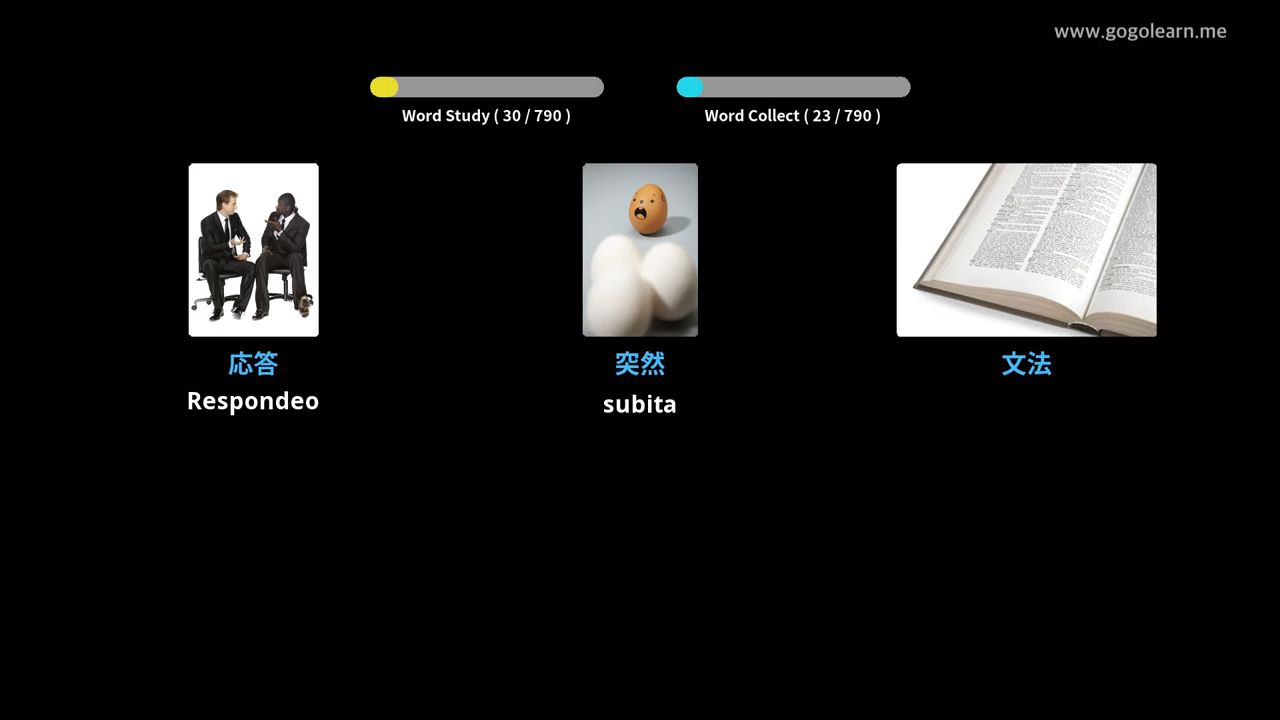 www.gogolearn.me
Word Study ( 30 / 790 )
Word Collect ( 23 / 790 )
応答
Respondeo
突然
subita
文法